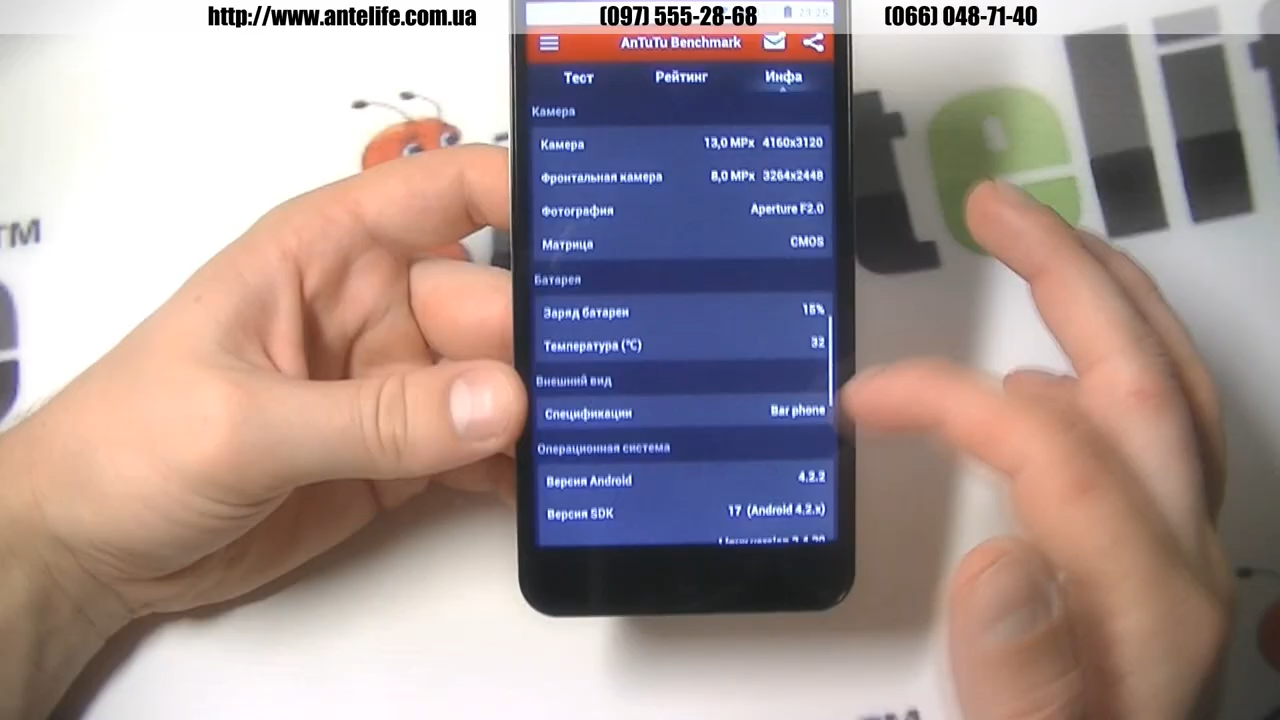 http://www.antelife.com.ua (097) 555-28-68 (066) 048-71-40
23:25
AnTuTu Benchmark
Тест Рейтинг Инфа
Камера
Камера 13,0 MPx 4160x3120
Фронтальная камера 8,0 MPx 3264x2448
Фотография Aperture F2.0
Матрица CMOS
Батарея
Заряд батареи 15%
Температура (°C) 32
Внешний вид
Спецификации Bar phone
Операционная система
Версия Android 4.2.2
Версия SDK 17 (Android 4.2.x)
TM